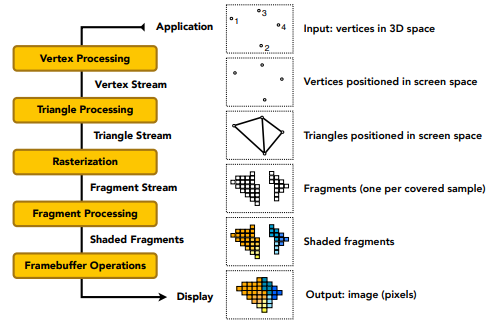 Application
1
3
4
2
Input: vertices in 3D space
Vertex Processing
Vertex Stream
Vertices positioned in screen space
Triangle Processing
Triangle Stream
Triangles positioned in screen space
Rasterization
Fragment Stream
Fragments (one per covered sample)
Fragment Processing
Shaded Fragments
Shaded fragments
Framebuffer Operations
Display
Output: image (pixels)